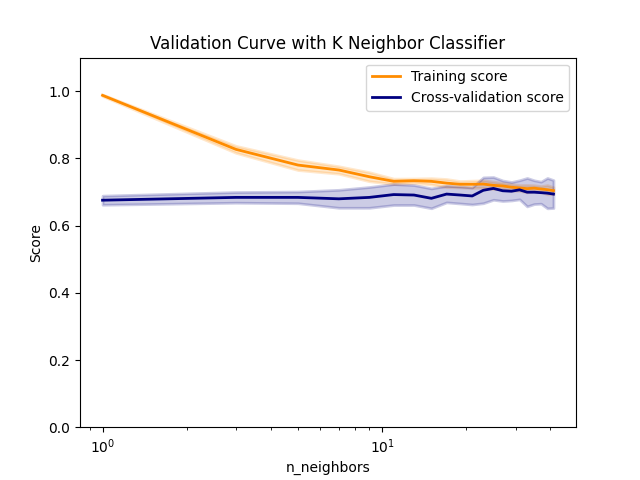 Validation Curve with K Neighbor Classifier
Training score
Cross-validation score
Score
1.0
0.8
0.6
0.4
0.2
0.0
10⁰
10¹
n_neighbors